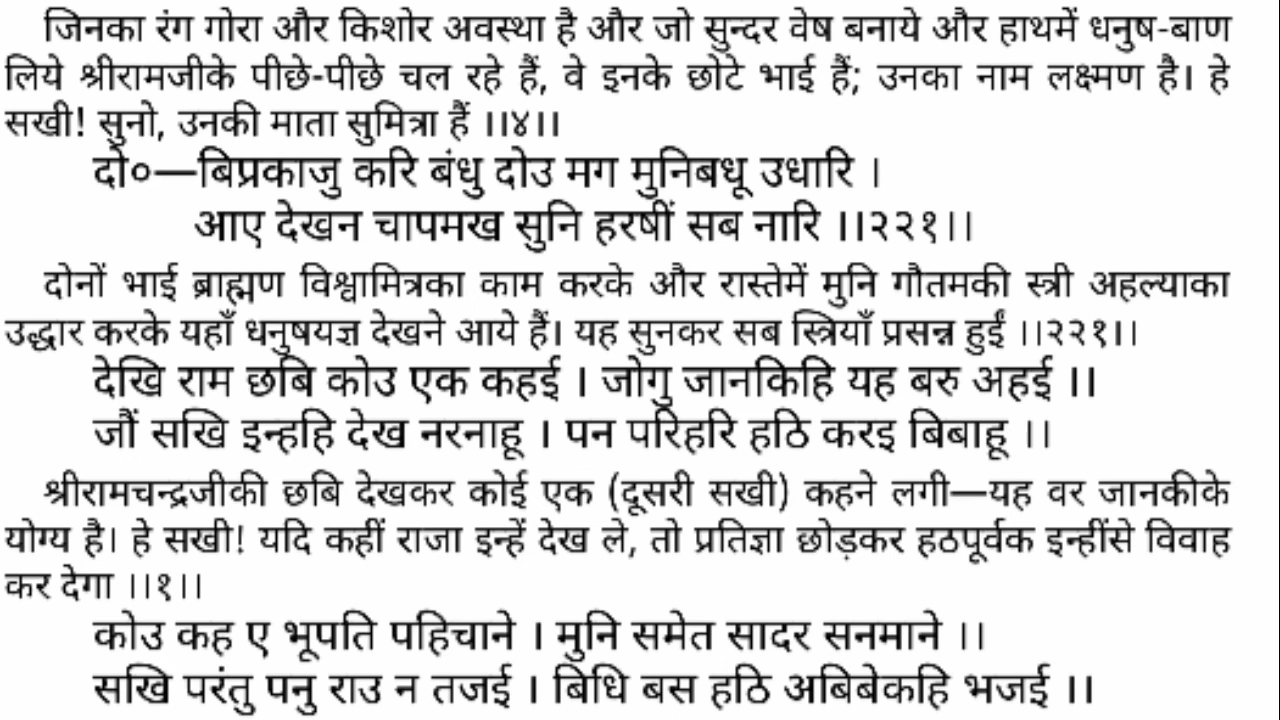 जिनका रंग गोरा और किशोर अवस्था है और जो सुन्दर वेष बनाये और हाथमें धनुष-बाण
लिये श्रीरामजीके पीछे-पीछे चल रहे हैं, वे इनके छोटे भाई हैं; उनका नाम लक्ष्मण है। हे
सखी! सुनो, उनकी माता सुमित्रा हैं ।।४।।
दो०—बिप्रकाजु करि बंधु दोउ मग मुनिबधू उधारि ।
आए देखन चापमख सुनि हरषीं सब नारि ।।२२१।।
दोनों भाई ब्राह्मण विश्वामित्रका काम करके और रास्तेमें मुनि गौतमकी स्त्री अहल्याका
उद्धार करके यहाँ धनुषयज्ञ देखने आये हैं। यह सुनकर सब स्त्रियाँ प्रसन्न हुईं ।।२२१।।
देखि राम छबि कोउ एक कहई । जोगु जानकिहि यह बरु अहई ।।
जौं सखि इन्हहि देख नरनाहू । पन परिहरि हठि करइ बिबाहू ।।
श्रीरामचन्द्रजीकी छबि देखकर कोई एक (दूसरी सखी) कहने लगी—यह वर जानकीके
योग्य है। हे सखी! यदि कहीं राजा इन्हें देख ले, तो प्रतिज्ञा छोड़कर हठपूर्वक इन्हींसे विवाह
कर देगा ।।१।।
कोउ कह ए भूपति पहिचाने । मुनि समेत सादर सनमाने ।।
सखि परंतु पनु राउ न तजई । बिधि बस हठि अबिबेकहि भजई ।।